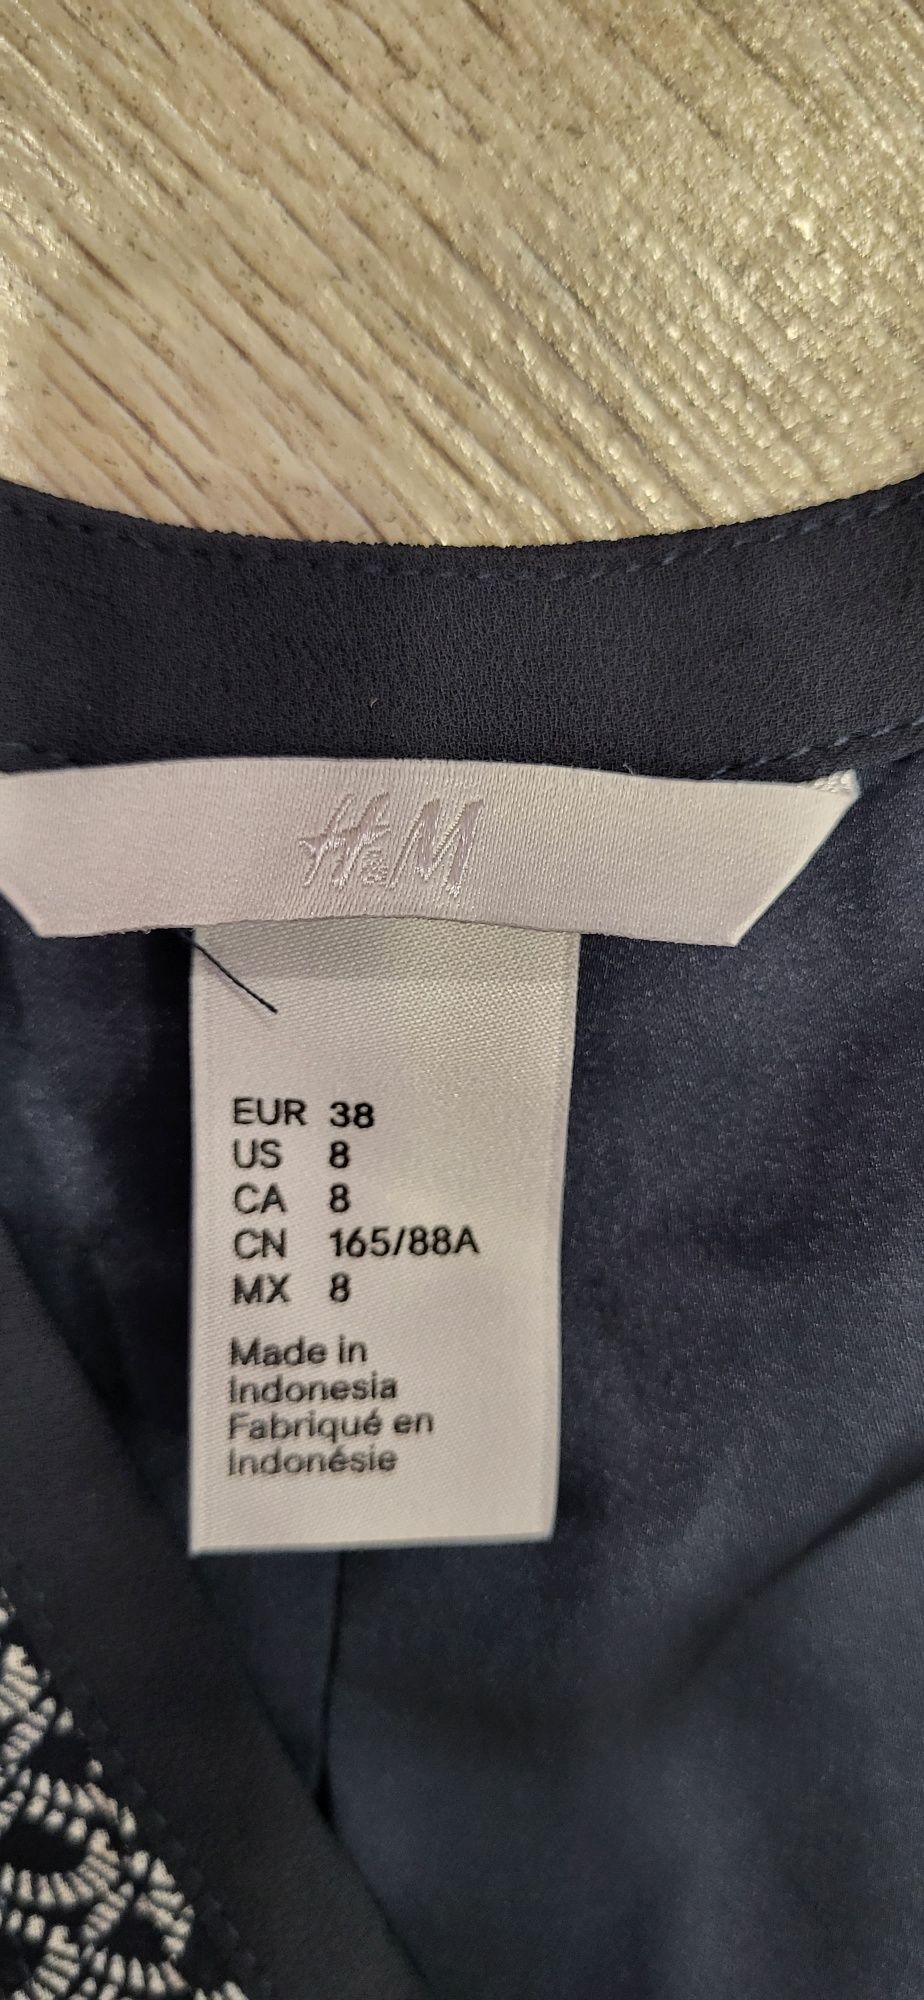 H&M
EUR 38
US 8
CA 8
CN 165/88A
MX 8
Made in
Indonesia
Fabriqué en
Indonésie